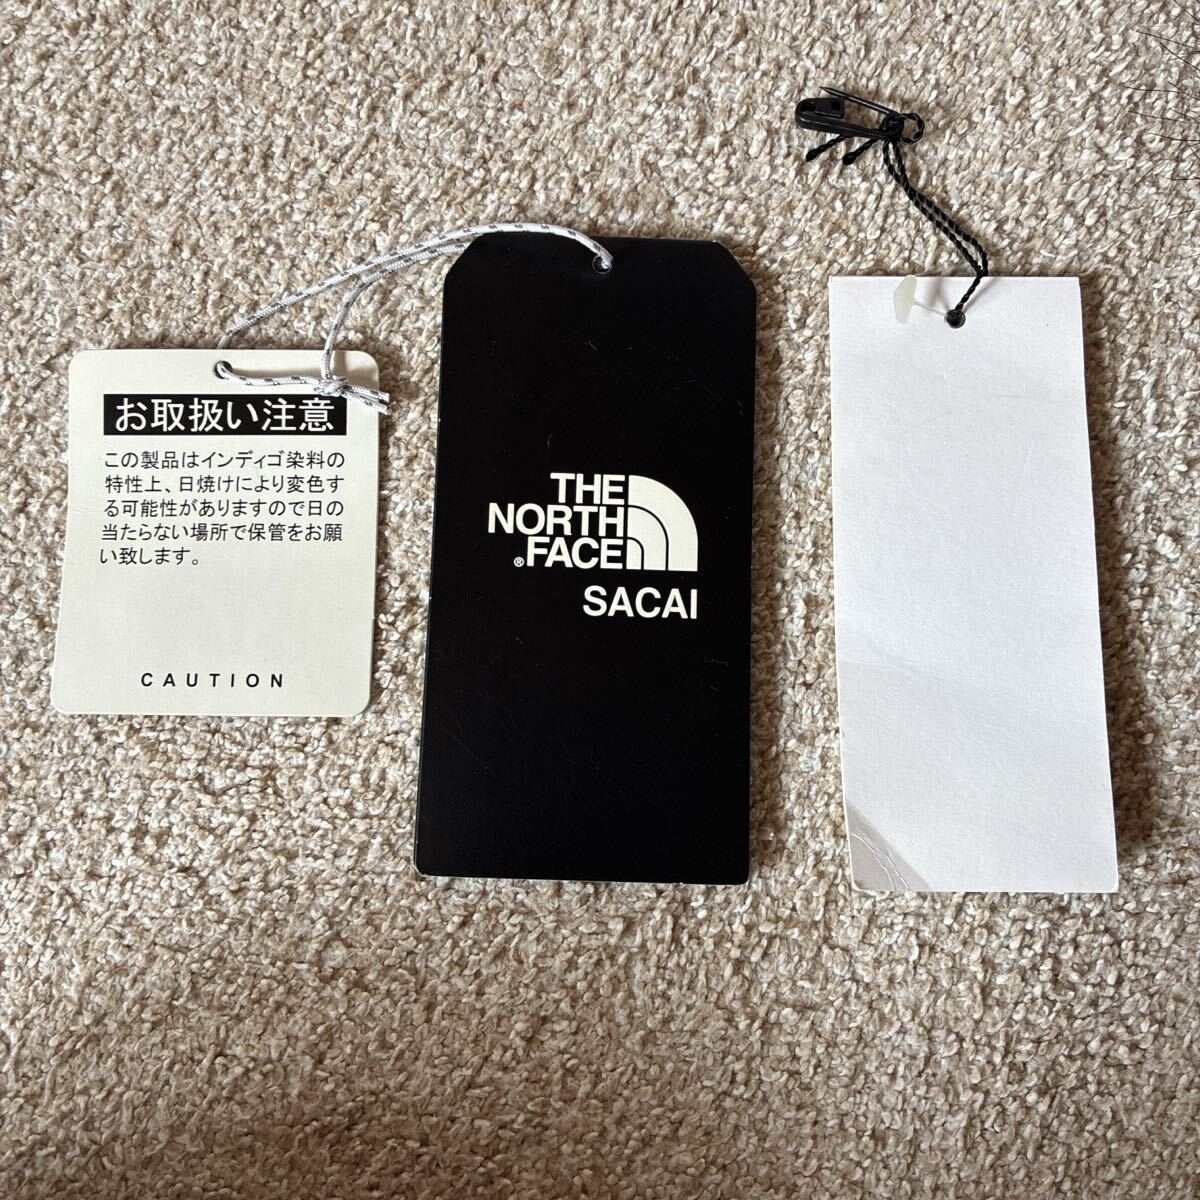 お取扱い注意
この製品はインディゴ染料の
特性上、日焼けにより変色す
る可能性がありますので日の
当たらない場所で保管をお願
い致します。
CAUTION
THE
NORTH
® FACE
SACAI